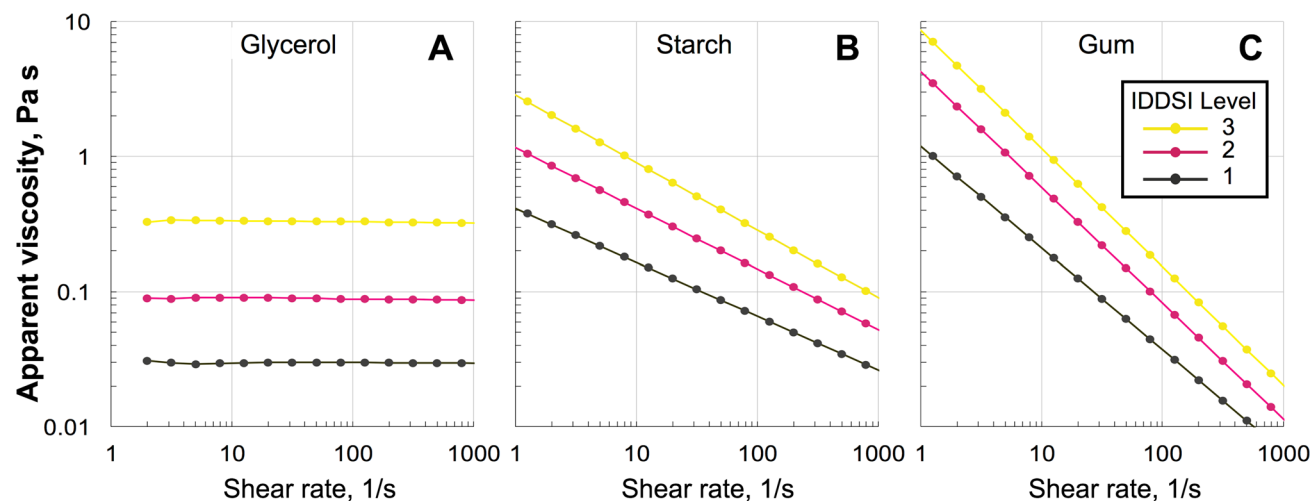 Apparent viscosity, Pa s
10
1
0.1
0.01
Glycerol A
1 10 100 1000
Shear rate, 1/s
Starch B
1 10 100 1000
Shear rate, 1/s
Gum C
IDDSI Level
3
2
1
1 10 100 1000
Shear rate, 1/s